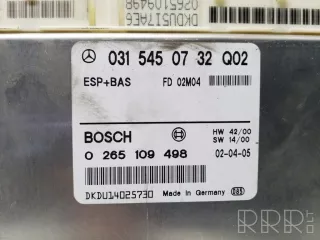 0265109498
DKDU517AE6
031 545 07 32 Q02
ESP+BAS FD 02M04
BOSCH HW 42/00
SW 14/00
0 265 109 498 02-04-05
DKDU14025730 Made in Germany
RRR